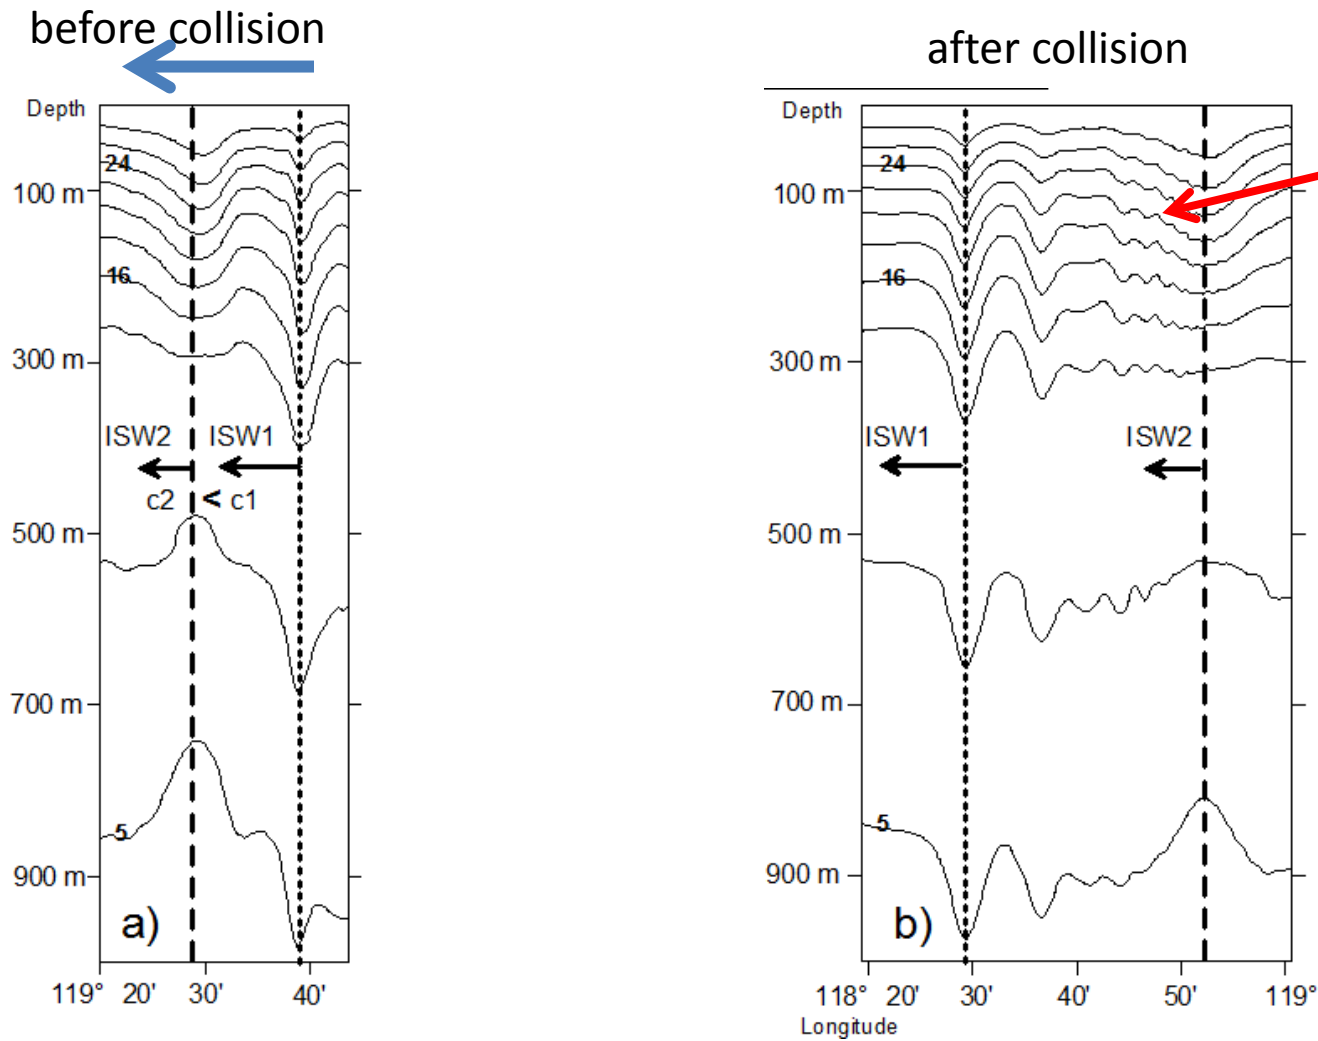 before collision
Depth
24
100 m
16
300 m
ISW2 ISW1
c2 < c1
500 m
700 m
5
900 m
a)
119° 20' 30' 40'
after collision
Depth
24
100 m
16
300 m
ISW1
ISW2
500 m
700 m
5
900 m
b)
118° 20' 30' 40' 50' 119°
Longitude